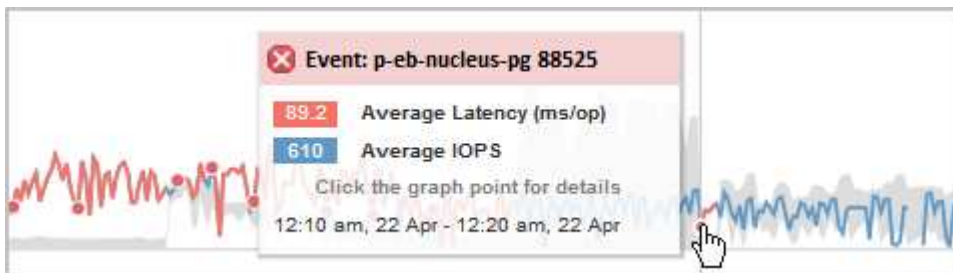 Event: p-eb-nucleus-pg 88525
89.2 Average Latency (ms/op)
610 Average IOPS
Click the graph point for details
12:10 am, 22 Apr - 12:20 am, 22 Apr